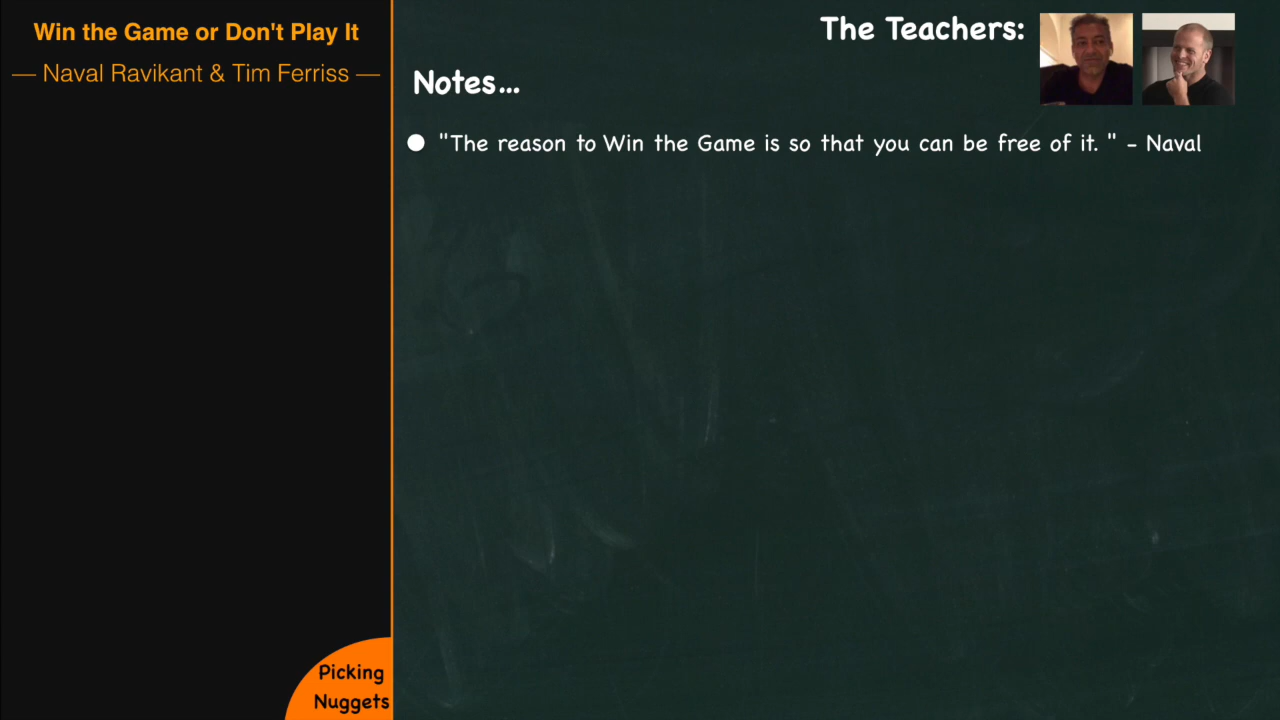 Win the Game or Don't Play It
— Naval Ravikant & Tim Ferriss —
The Teachers:
Notes...
● "The reason to Win the Game is so that you can be free of it. " - Naval
Picking
Nuggets